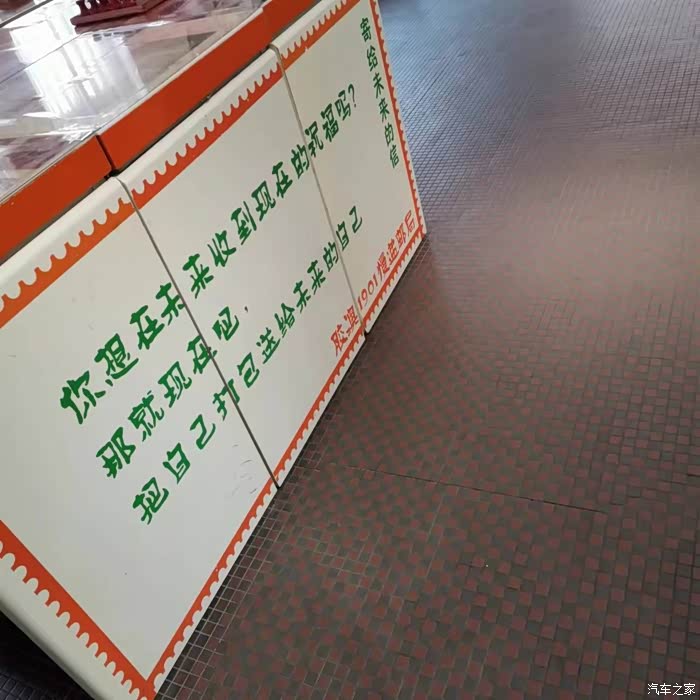 寄给未来的信
你想在未来收到现在的祝福吗?
那就现在吧,
把自己打包送给未来的自己
胶澳1901慢递邮局
汽车之家